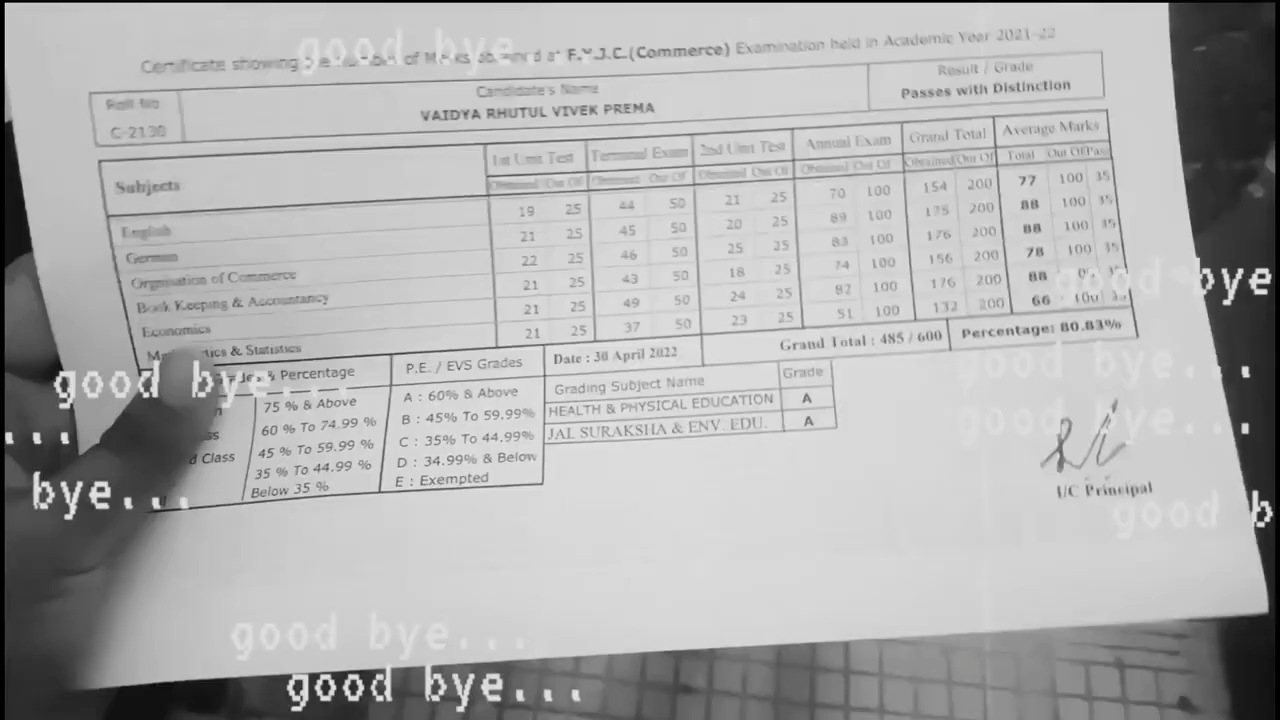 good bye...
Certificate showing of Marks at F.Y.J.C.(Commerce) Examination held in Academic Year 2021-22
Roll No Candidate's Name Result / Grade
C-2130 VAIDYA RHUTUL VIVEK PREMA Passes with Distinction
Subjects 1st Unit Test Terminal Exam 2nd Unit Test Annual Exam Grand Total Average Marks
Obtained Out Of Obtained Out Of Obtained Out Of Obtained Out Of Obtained Out Of Total Out Of Pass
English 19 25 44 50 21 25 70 100 154 200 77 100 35
German 21 25 45 50 20 25 89 100 175 200 88 100 35
Orgnisation of Commerce 22 25 46 50 25 25 83 100 176 200 88 100 35
Book Keeping & Accountancy 21 25 43 50 18 25 74 100 156 200 78 100 35
Economics 21 25 49 50 24 25 82 100 176 200 88 35
tics & Statistics 21 25 37 50 23 25 51 100 132 200 66 100 35
Date : 30 April 2022 Grand Total : 485 / 600 Percentage: 80.83%
& Percentage P.E. / EVS Grades Grading Subject Name Grade
75 % & Above A : 60% & Above HEALTH & PHYSICAL EDUCATION A
60 % To 74.99 % B : 45% To 59.99% JAL SURAKSHA & ENV. EDU. A
Class 45 % To 59.99 % C : 35% To 44.99%
35 % To 44.99 % D : 34.99% & Below
Below 35 % E : Exempted
I/C Principal
good bye
good bye...
good bye...
good bye...
...
bye...
good b
good bye...
good bye...